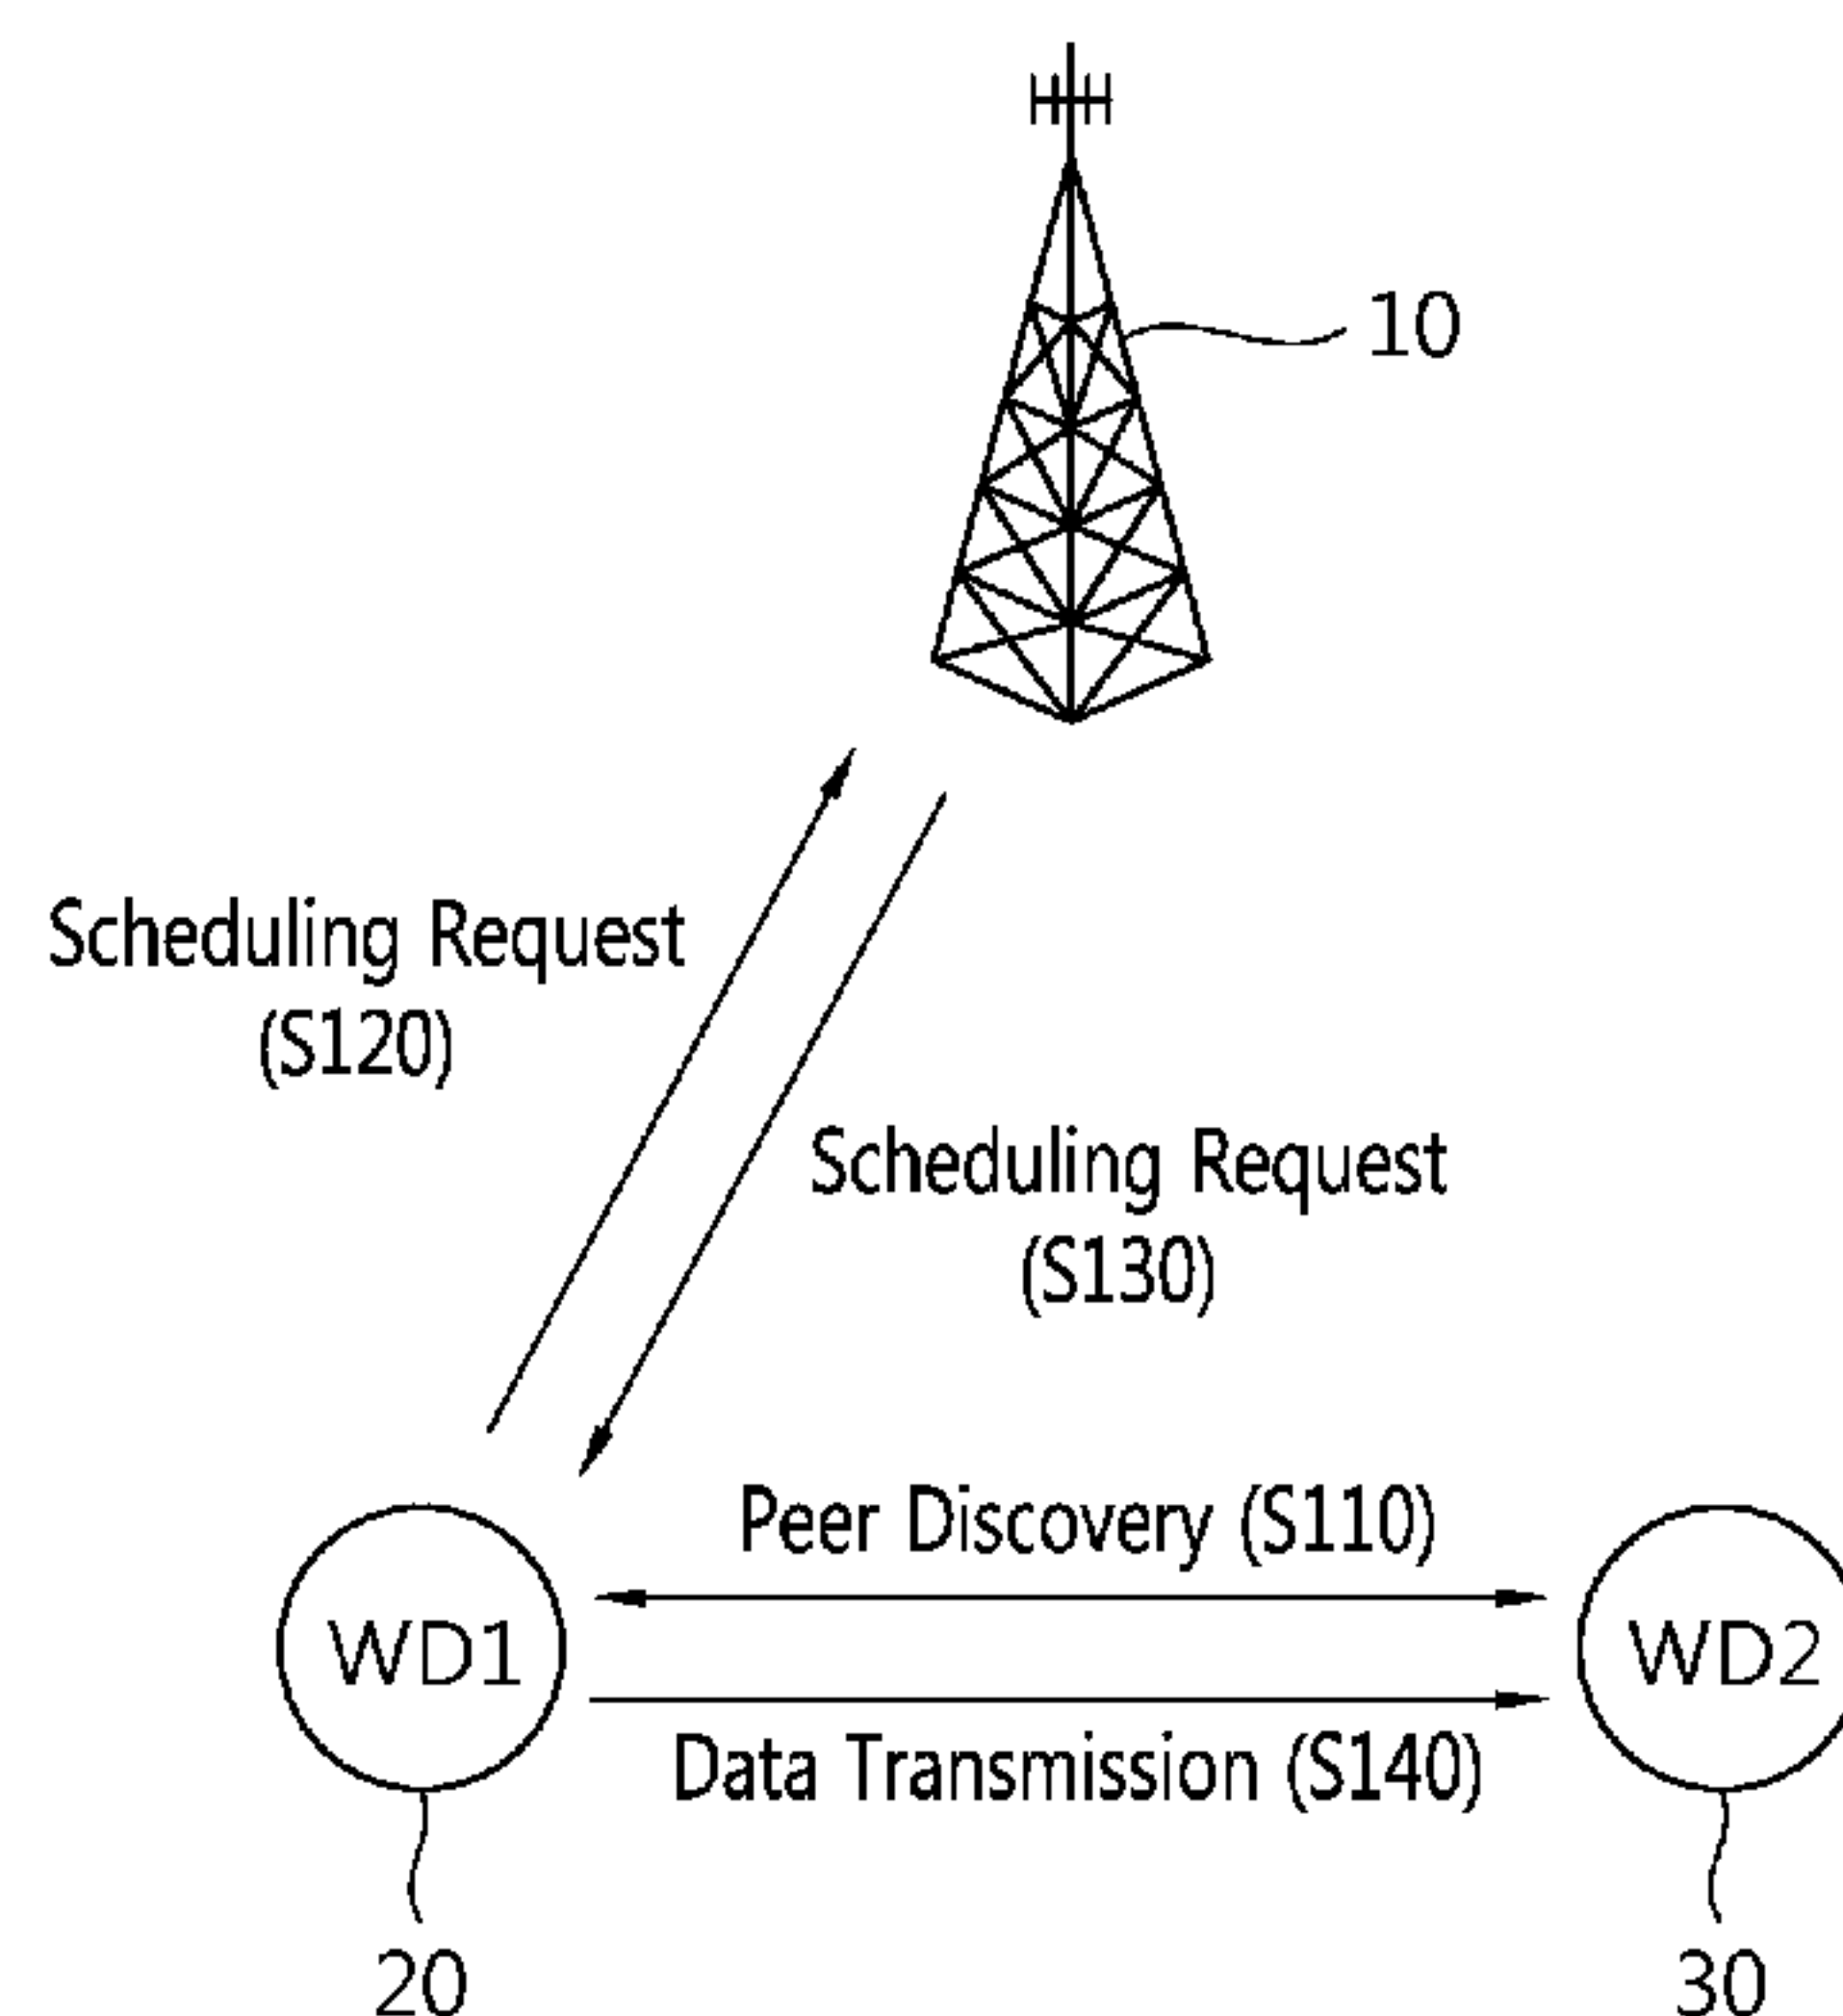 10
Scheduling Request
(S120)
Scheduling Request
(S130)
Peer Discovery (S110)
WD1
WD2
Data Transmission (S140)
20
30